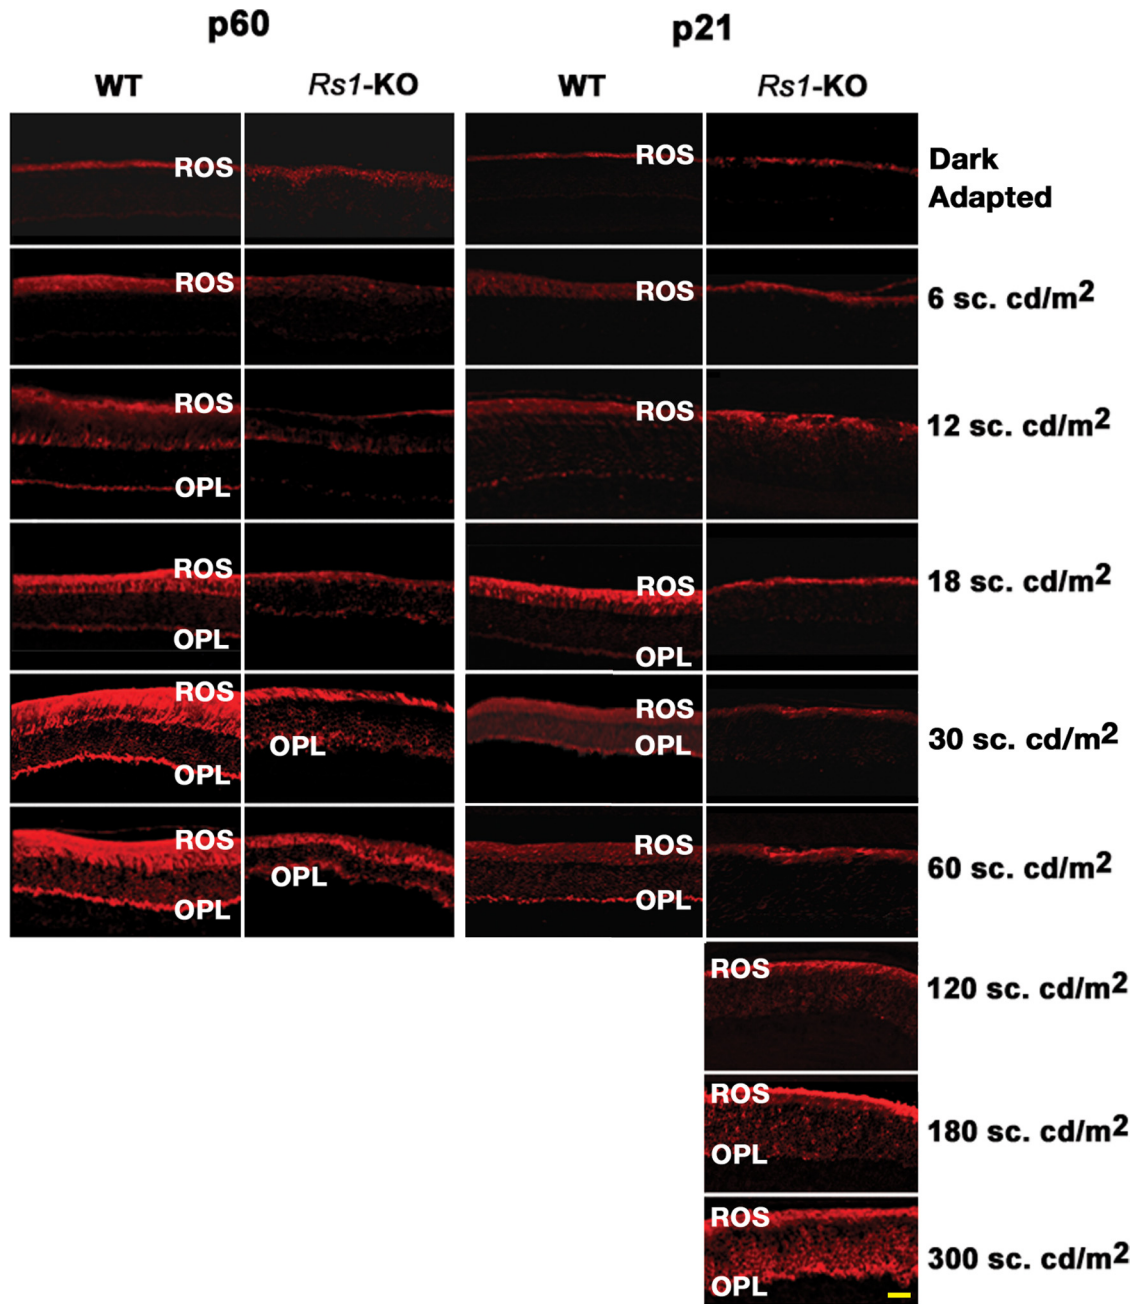 p60 p21
WT Rs1-KO WT Rs1-KO
ROS ROS Dark
Adapted
ROS ROS 6 sc. cd/m2
ROS ROS 12 sc. cd/m2
OPL
ROS ROS 18 sc. cd/m2
OPL OPL
ROS ROS 30 sc. cd/m2
OPL OPL OPL
ROS ROS 60 sc. cd/m2
OPL OPL OPL
ROS 120 sc. cd/m2
ROS 180 sc. cd/m2
OPL
ROS 300 sc. cd/m2
OPL